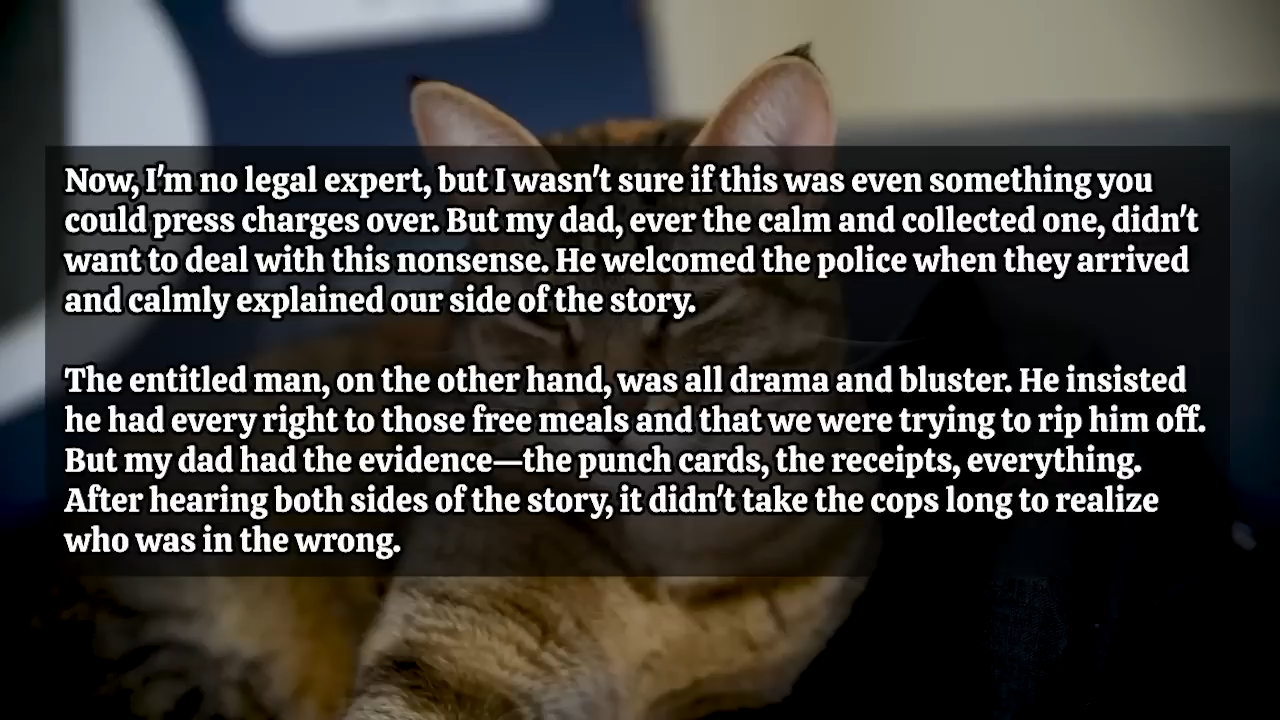 Now, I'm no legal expert, but I wasn't sure if this was even something you
could press charges over. But my dad, ever the calm and collected one, didn't
want to deal with this nonsense. He welcomed the police when they arrived
and calmly explained our side of the story.
The entitled man, on the other hand, was all drama and bluster. He insisted
he had every right to those free meals and that we were trying to rip him off.
But my dad had the evidence—the punch cards, the receipts, everything.
After hearing both sides of the story, it didn't take the cops long to realize
who was in the wrong.